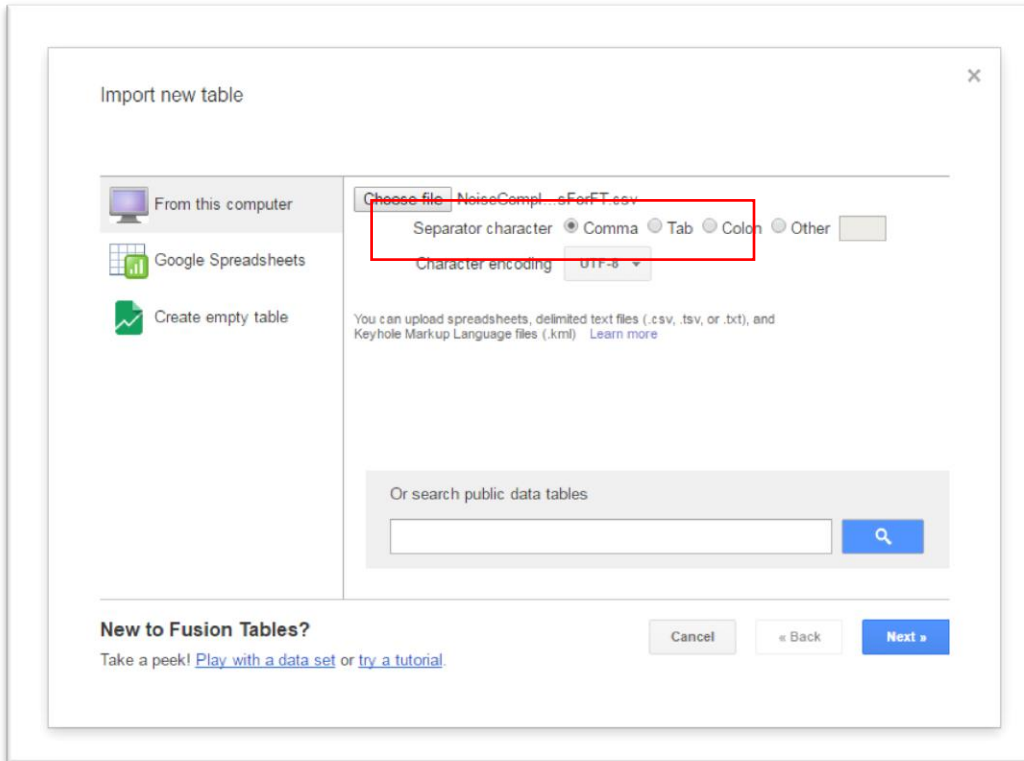 Import new table
×
From this computer
Google Spreadsheets
Create empty table
Choose file NoiseCompl...sForFT.csv
Separator character Comma Tab Colon Other
Character encoding UTF-8
You can upload spreadsheets, delimited text files (.csv, .tsv, or .txt), and
Keyhole Markup Language files (.kml) Learn more
Or search public data tables
New to Fusion Tables?
Take a peek! Play with a data set or try a tutorial.
Cancel « Back Next »